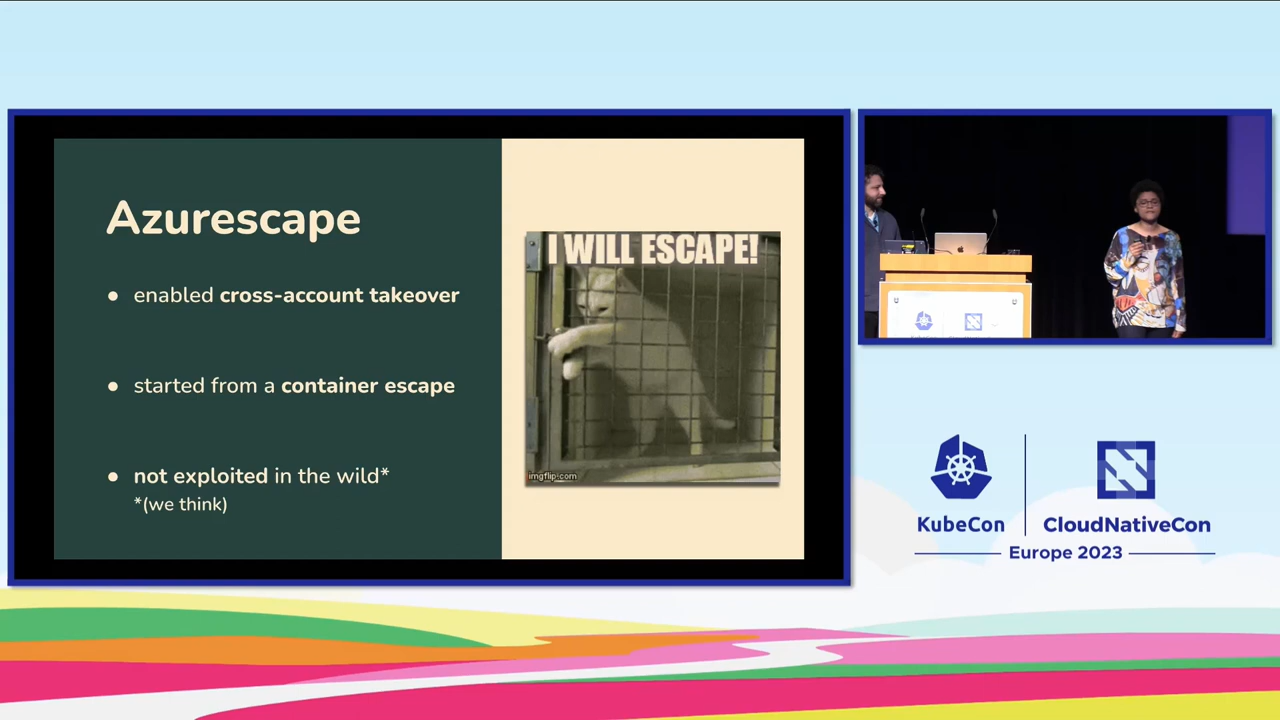 Azurescape
● enabled cross-account takeover
● started from a container escape
● not exploited in the wild*
*(we think)
I WILL ESCAPE!
imgflip.com
KubeCon
CloudNativeCon
Europe 2023